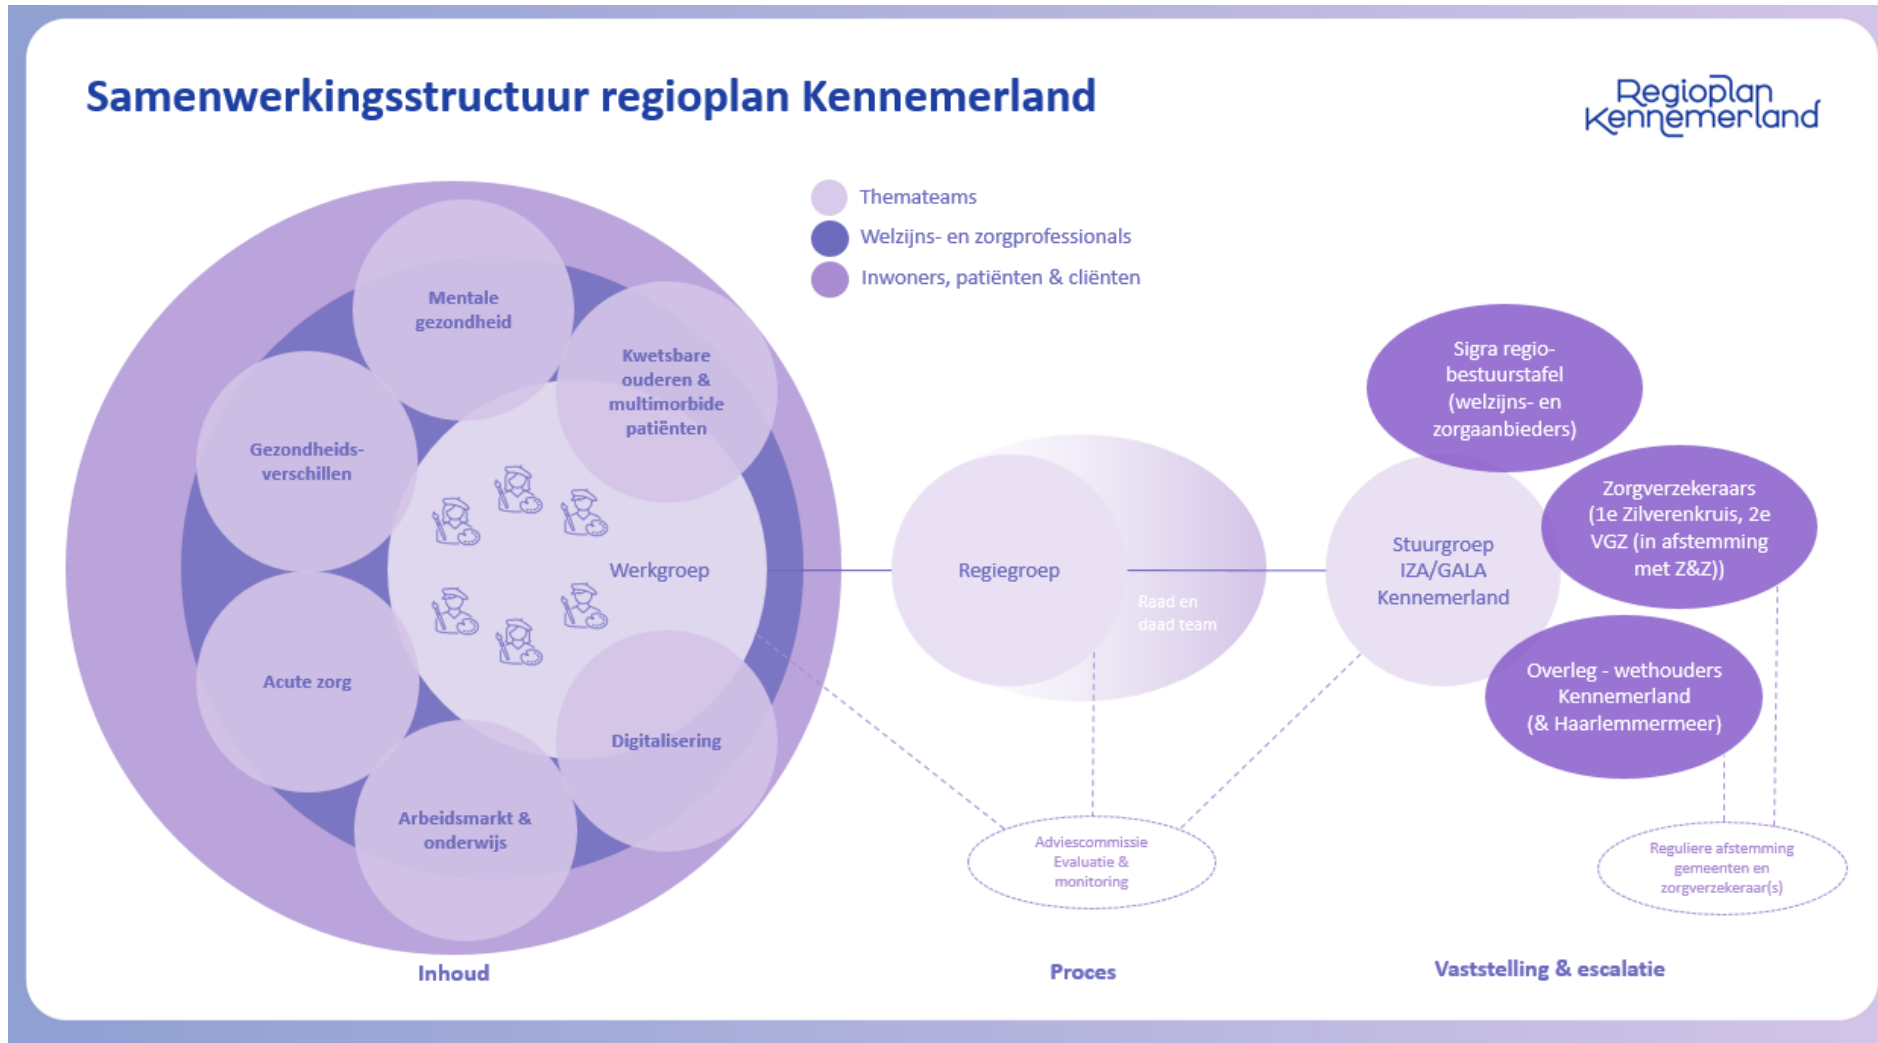 Samenwerkingsstructuur regioplan Kennemerland
Regioplan
Kennemerland
Themateams
Welzijns- en zorgprofessionals
Inwoners, patiënten & cliënten
Mentale
gezondheid
Kwetsbare
ouderen &
multimorbide
patiënten
Gezondheids-
verschillen
Werkgroep
Acute zorg
Digitalisering
Arbeidsmarkt &
onderwijs
Inhoud
Regiegroep
Raad en
daad team
Adviescommissie
Evaluatie &
monitoring
Proces
Sigra regio-
bestuurstafel
(welzijns- en
zorgaanbieders)
Zorgverzekeraars
(1e Zilverenkruis, 2e
VGZ (in afstemming
met Z&Z))
Stuurgroep
IZA/GALA
Kennemerland
Overleg - wethouders
Kennemerland
(& Haarlemmermeer)
Reguliere afstemming
gemeenten en
zorgverzekeraar(s)
Vaststelling & escalatie